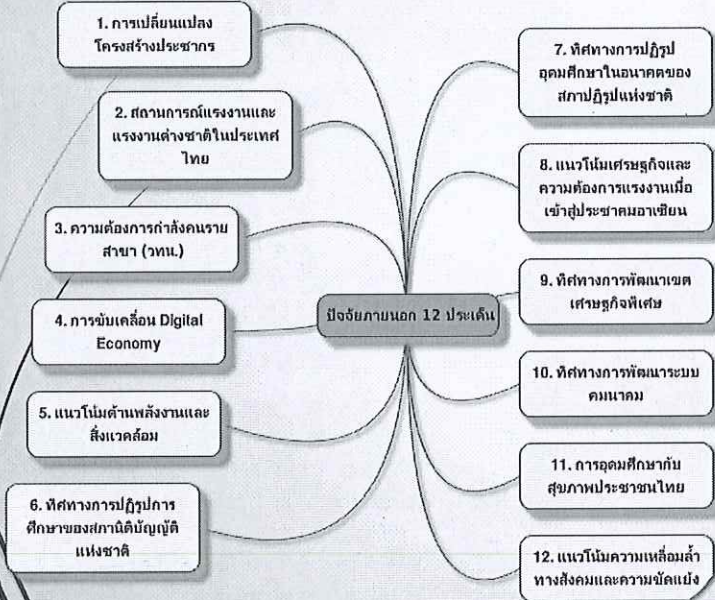 1. การเปลี่ยนแปลง
โครงสร้างประชากร
2. สถานการณ์แรงงานและ
แรงงานต่างชาติในประเทศ
ไทย
3. ความต้องการกำลังคนราย
สาขา (วทน.)
4. การขับเคลื่อน Digital
Economy
5. แนวโน้มด้านพลังงานและ
สิ่งแวดล้อม
6. ทิศทางการปฏิรูปการ
ศึกษาของสภานิติบัญญัติ
แห่งชาติ
ปัจจัยภายนอก 12 ประเด็น
7. ทิศทางการปฏิรูป
อุดมศึกษาในอนาคตของ
สภาปฏิรูปแห่งชาติ
8. แนวโน้มเศรษฐกิจและ
ความต้องการแรงงานเมื่อ
เข้าสู่ประชาคมอาเซียน
9. ทิศทางการพัฒนาเขต
เศรษฐกิจพิเศษ
10. ทิศทางการพัฒนาระบบ
คมนาคม
11. การอุดมศึกษากับ
สุขภาพประชาชนไทย
12. แนวโน้มความเหลื่อมล้ำ
ทางสังคมและความขัดแย้ง